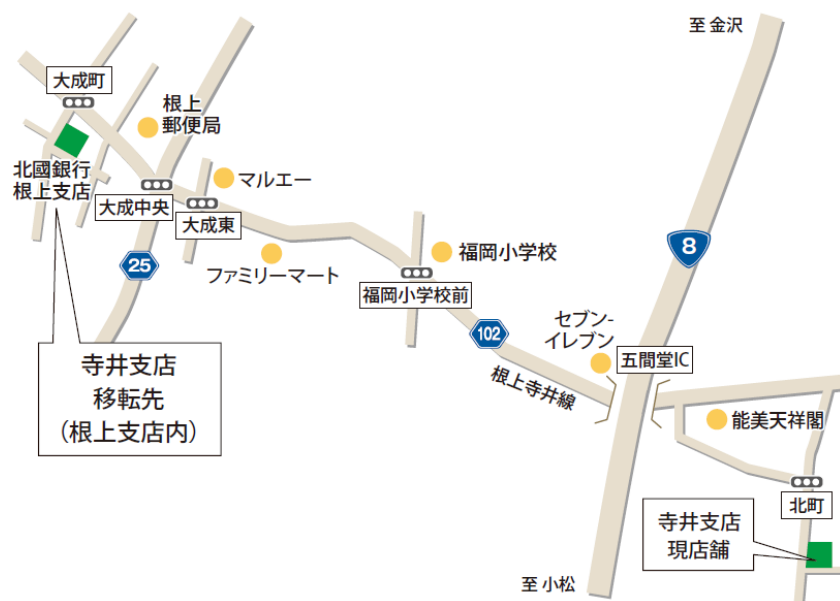 至 金沢
大成町
根上
郵便局
北國銀行
根上支店
マルエー
大成中央
大成東
25
ファミリーマート
福岡小学校
8
福岡小学校前
102
セブン-
イレブン
五間堂IC
根上寺井線
寺井支店
移転先
（根上支店内）
能美天祥閣
北町
寺井支店
現店舗
至 小松